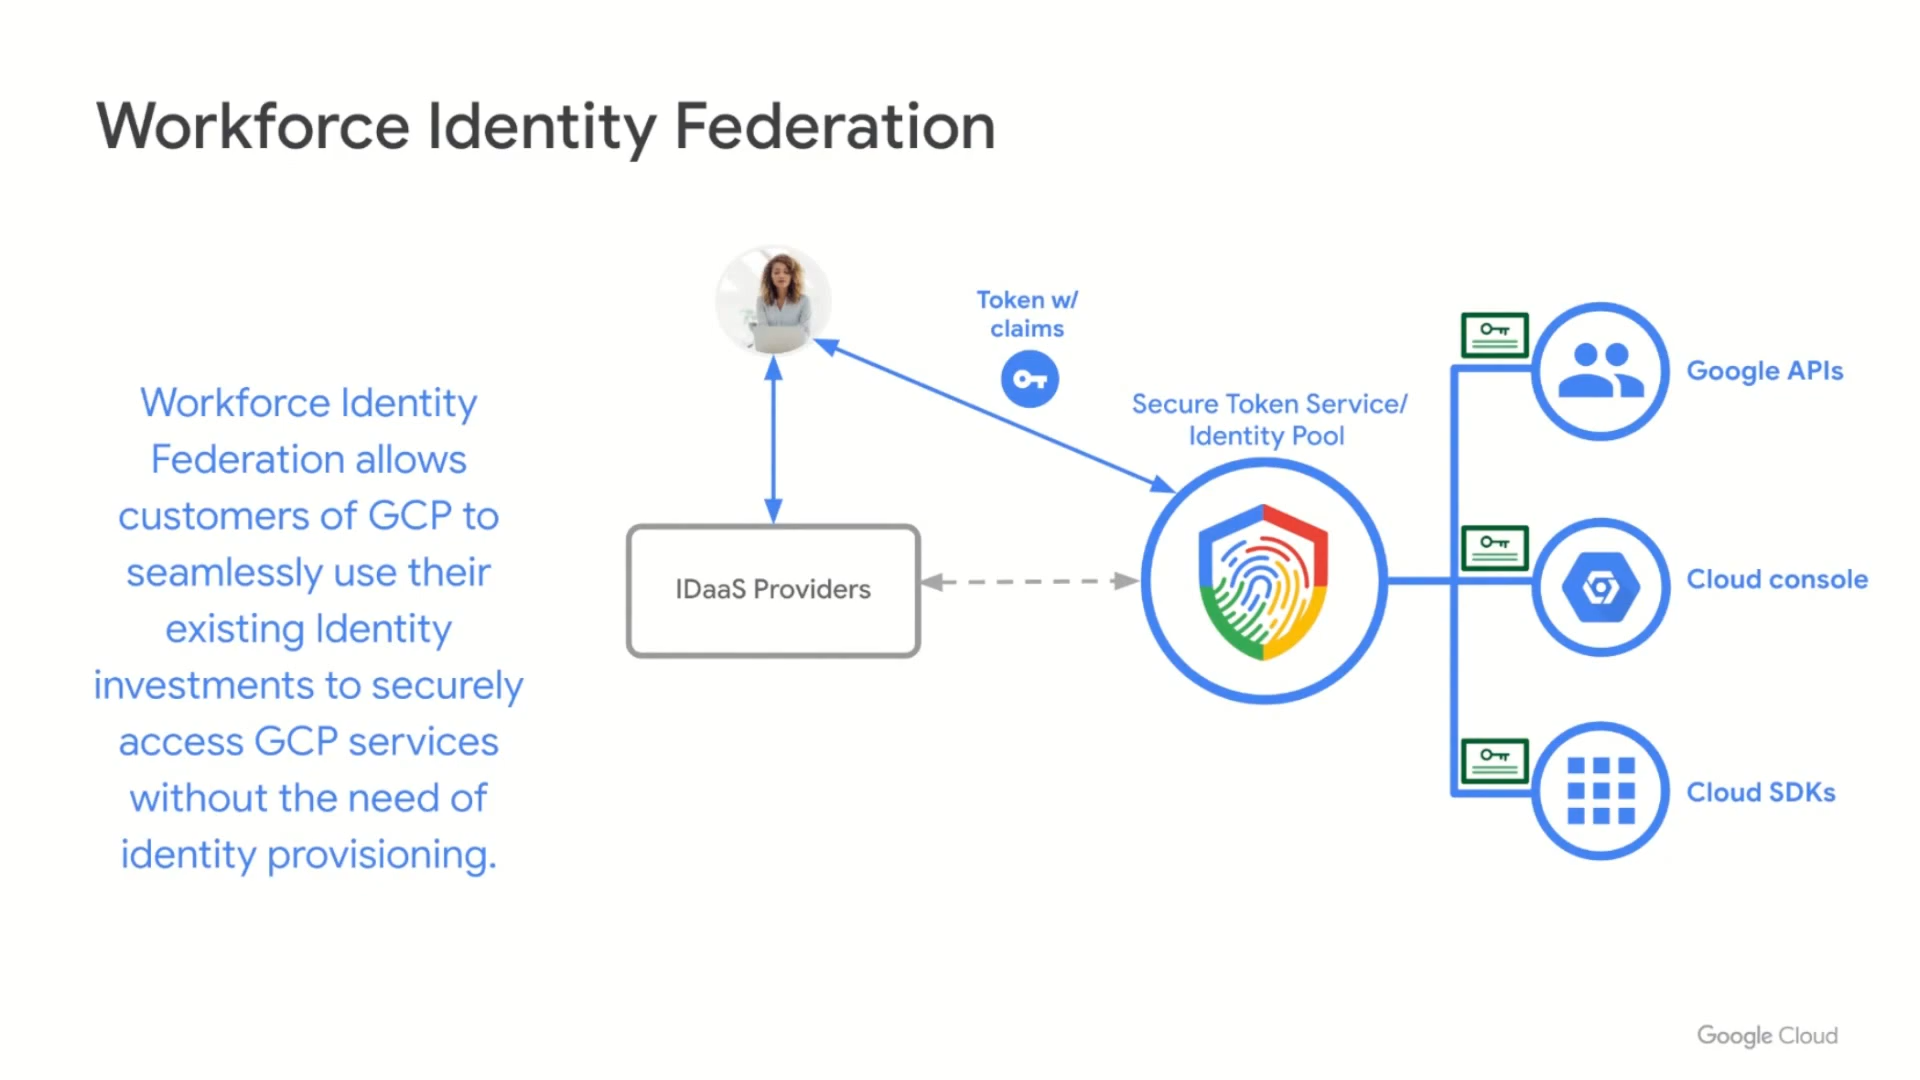 Workforce Identity Federation
Workforce Identity
Federation allows
customers of GCP to
seamlessly use their
existing Identity
investments to securely
access GCP services
without the need of
identity provisioning.
Token w/
claims
IDaaS Providers
Secure Token Service/
Identity Pool
Google APIs
Cloud console
Cloud SDKs
Google Cloud